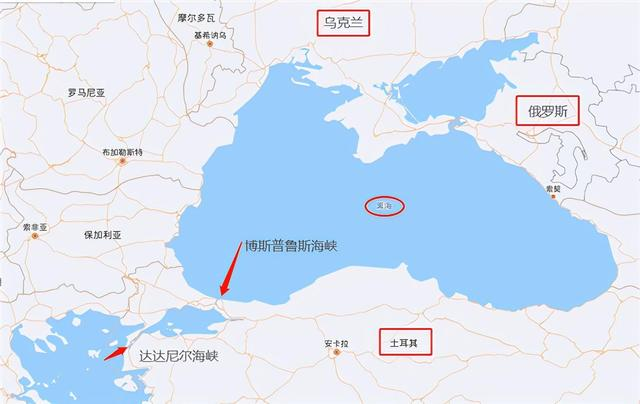 摩尔多瓦
乌克兰
基希讷乌
罗马尼亚
俄罗斯
布加勒斯特
索契
黑海
索非亚
保加利亚
博斯普鲁斯海峡
安卡拉
土耳其
达达尼尔海峡